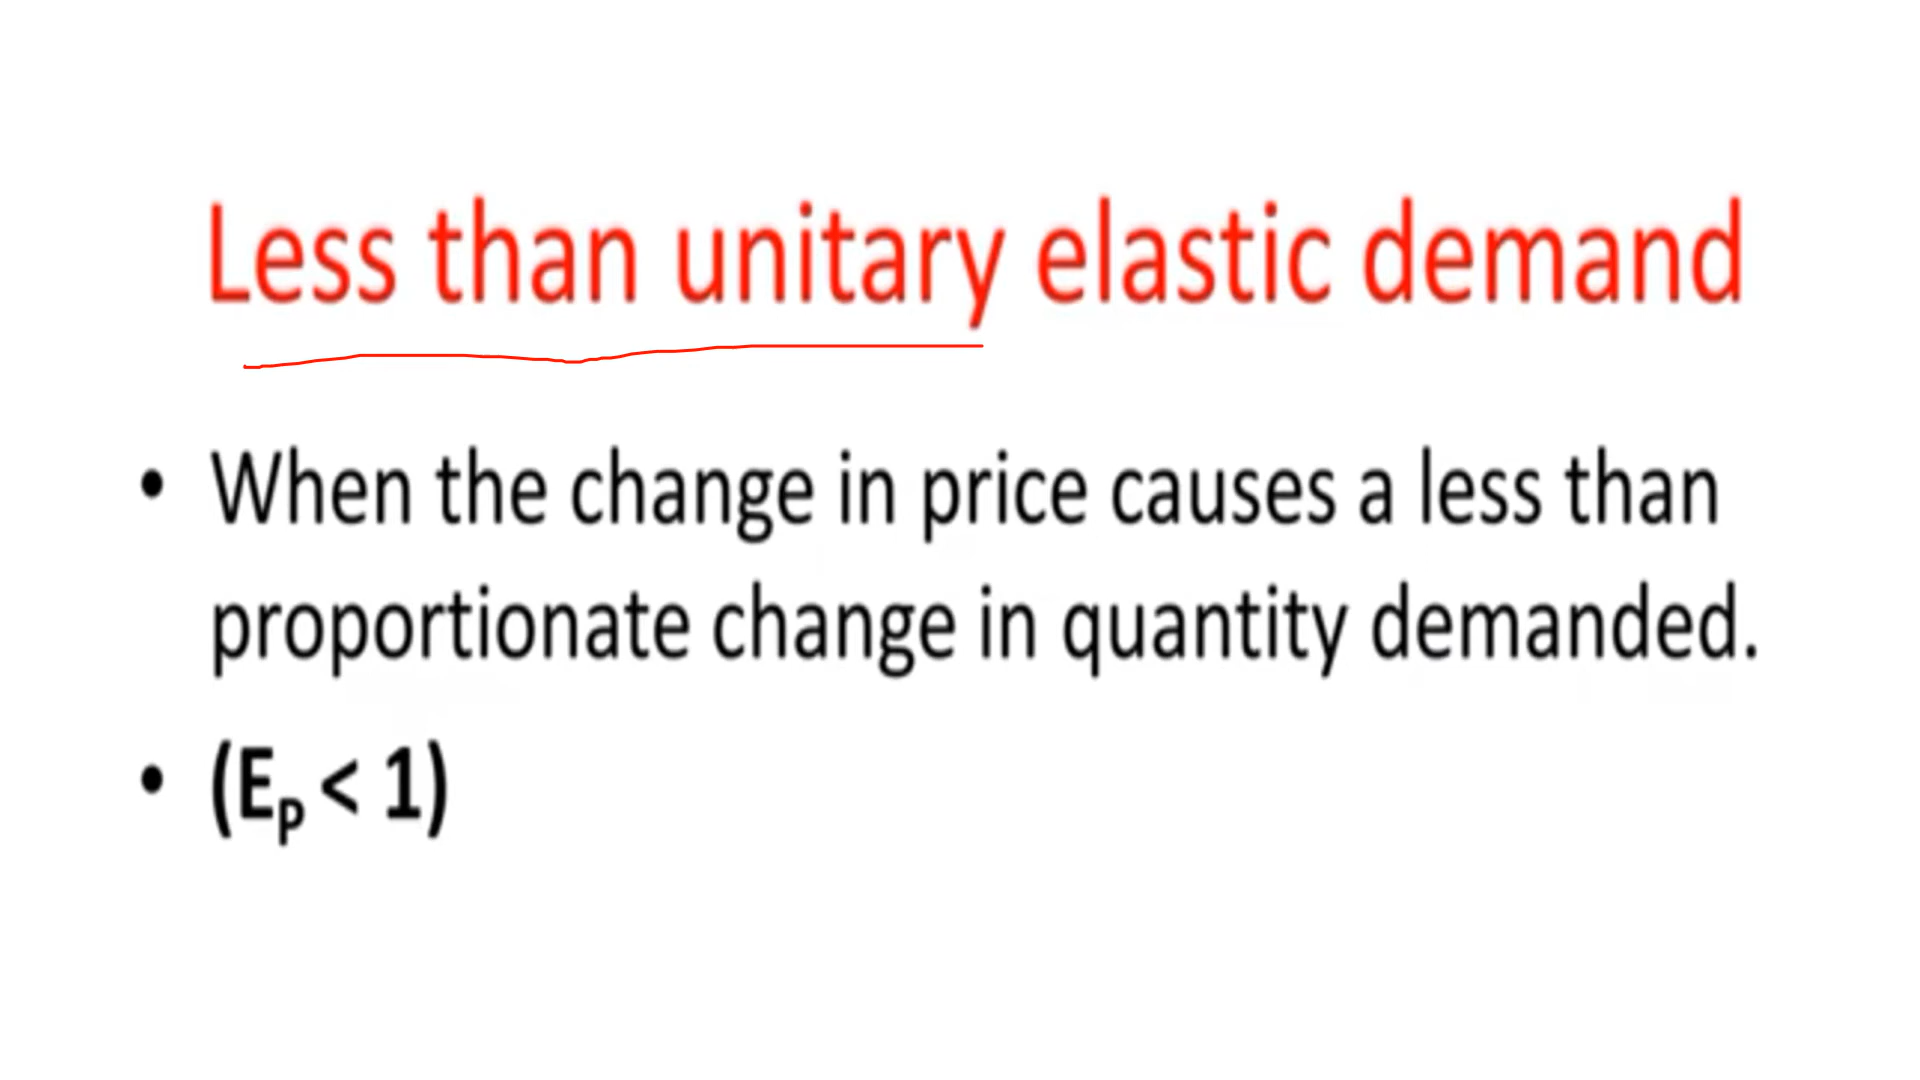 Less than unitary elastic demand
• When the change in price causes a less than
proportionate change in quantity demanded.
• (E_P < 1)